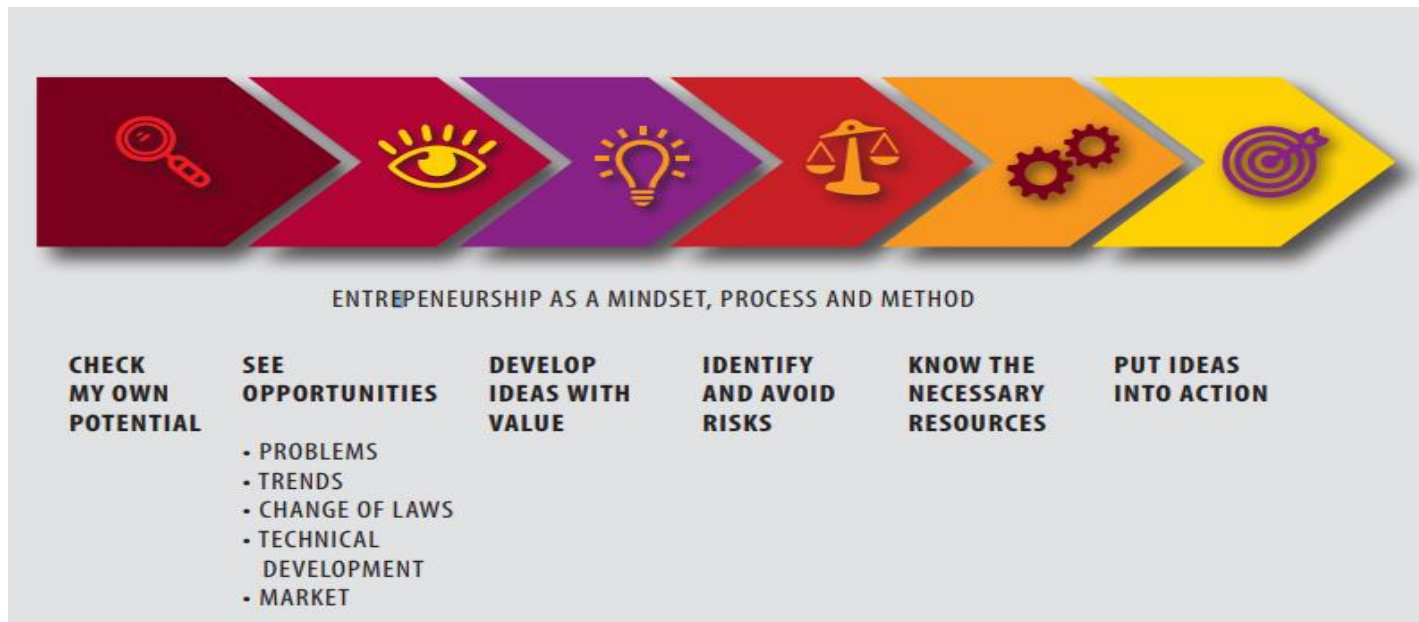 ENTREPENEURSHIP AS A MINDSET, PROCESS AND METHOD
CHECK
MY OWN
POTENTIAL
SEE
OPPORTUNITIES
• PROBLEMS
• TRENDS
• CHANGE OF LAWS
• TECHNICAL
DEVELOPMENT
• MARKET
DEVELOP
IDEAS WITH
VALUE
IDENTIFY
AND AVOID
RISKS
KNOW THE
NECESSARY
RESOURCES
PUT IDEAS
INTO ACTION